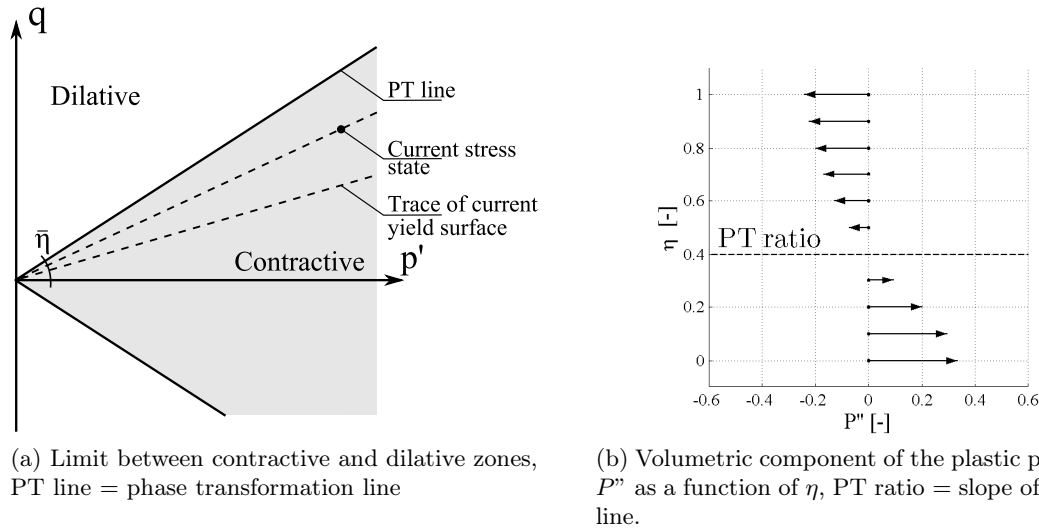 q
Dilative
PT line
Current stress
state
Trace of current
yield surface
η̄
Contractive
p'
(a) Limit between contractive and dilative zones,
PT line = phase transformation line
1
0.8
0.6
0.4
0.2
0
η [-]
PT ratio
-0.6 -0.4 -0.2 0 0.2 0.4 0.6
P" [-]
(b) Volumetric component of the plastic p
P” as a function of η, PT ratio = slope of
line.